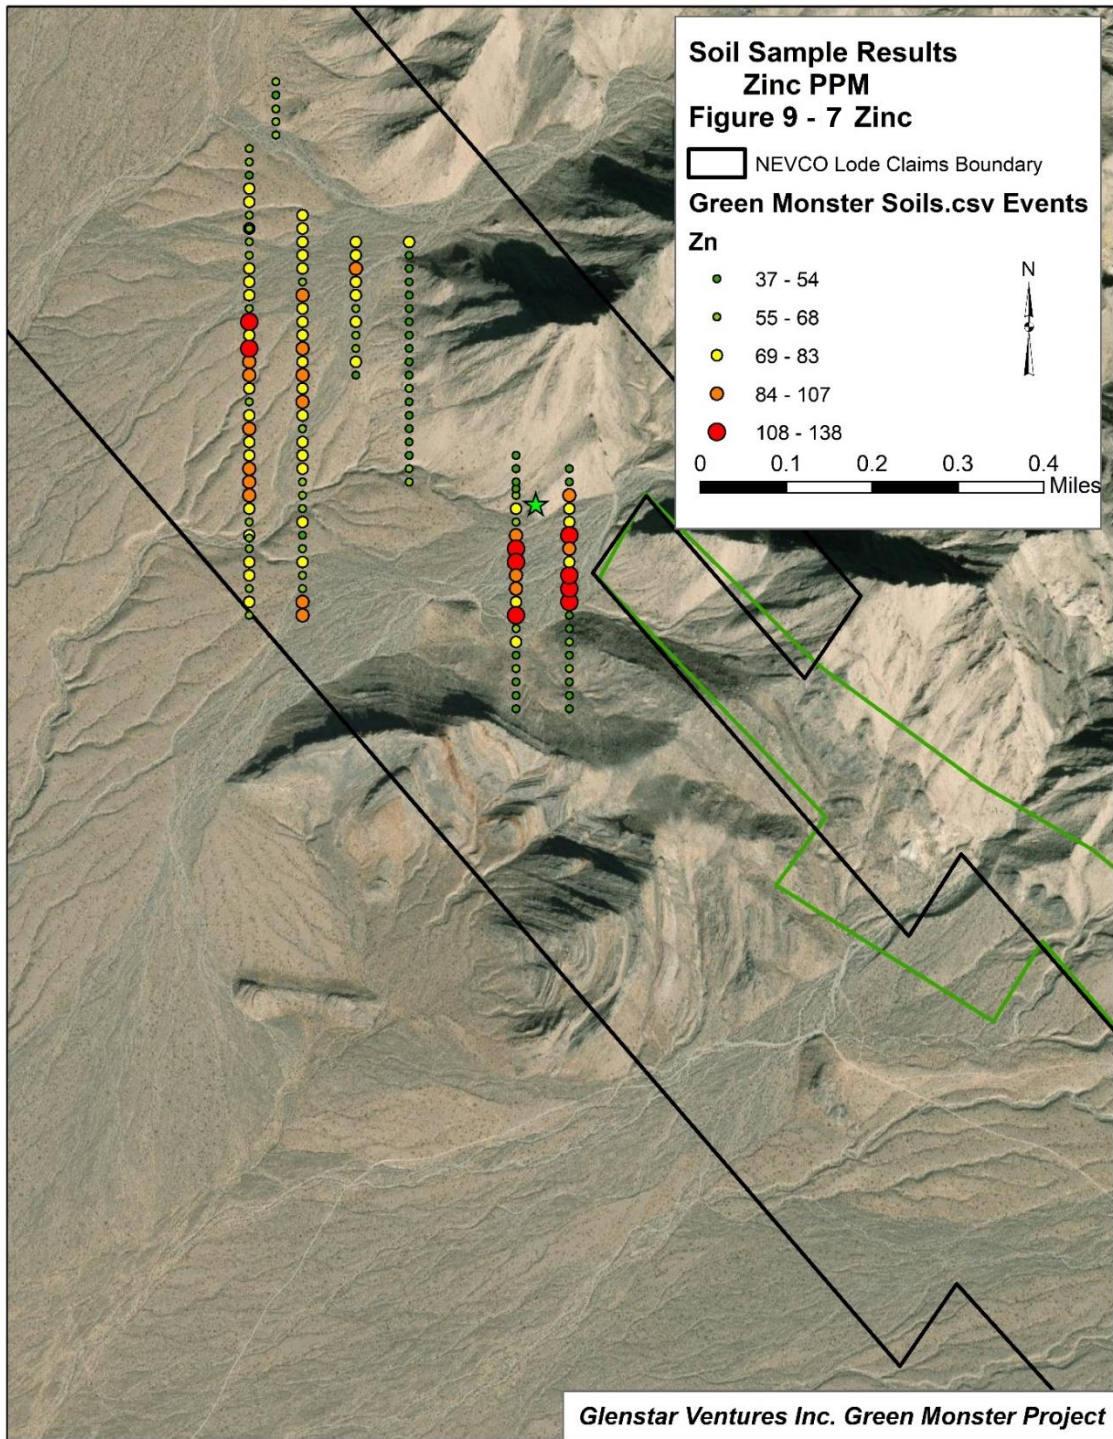 Soil Sample Results
Zinc PPM
Figure 9 - 7 Zinc
NEVCO Lode Claims Boundary
Green Monster Soils.csv Events
Zn
37 - 54
55 - 68
69 - 83
84 - 107
108 - 138
N
0 0.1 0.2 0.3 0.4
Miles
Glenstar Ventures Inc. Green Monster Project